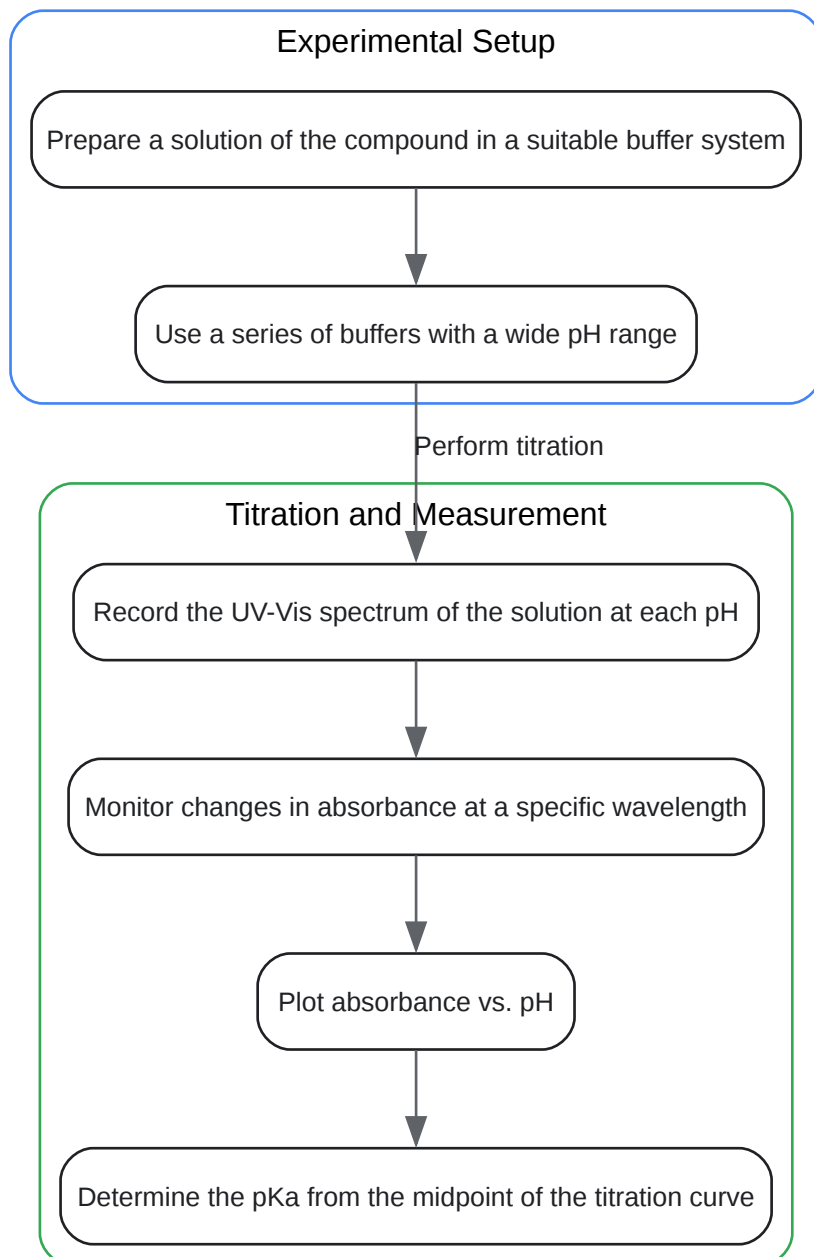 Experimental Setup
Prepare a solution of the compound in a suitable buffer system
Use a series of buffers with a wide pH range
Perform titration
Titration and Measurement
Record the UV-Vis spectrum of the solution at each pH
Monitor changes in absorbance at a specific wavelength
Plot absorbance vs. pH
Determine the pKa from the midpoint of the titration curve